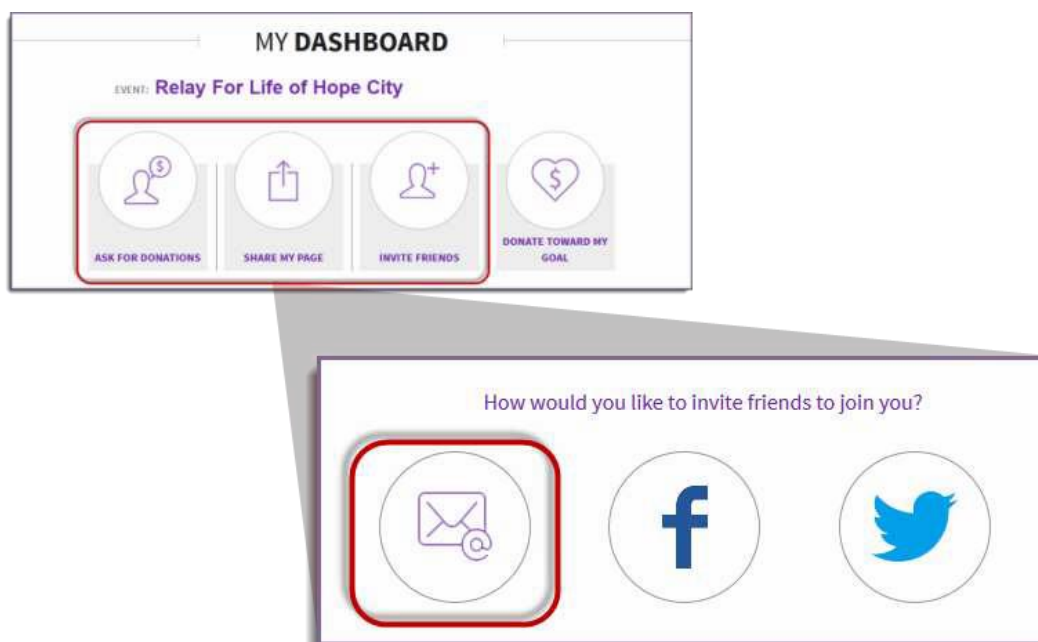 MY DASHBOARD
EVENT: Relay For Life of Hope City
ASK FOR DONATIONS
SHARE MY PAGE
INVITE FRIENDS
DONATE TOWARD MY
GOAL
How would you like to invite friends to join you?